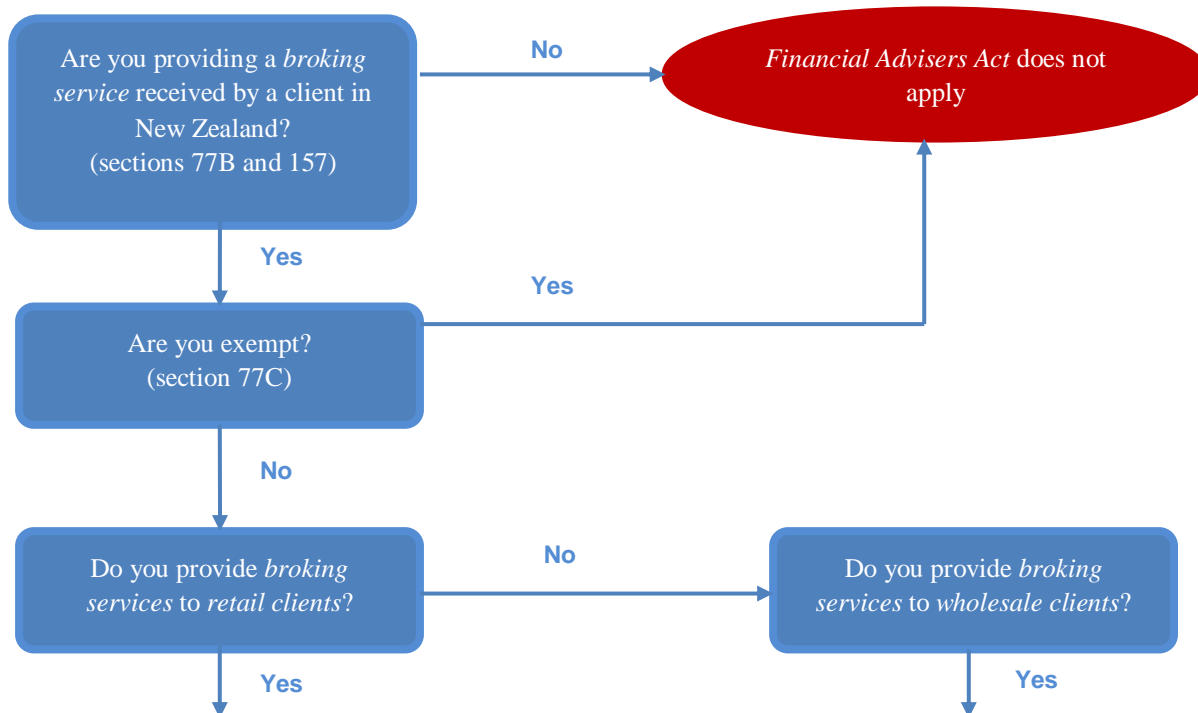 Are you providing a broking
service received by a client in
New Zealand?
(sections 77B and 157)
No
Financial Advisers Act does not
apply
Yes
Yes
Are you exempt?
(section 77C)
No
Do you provide broking
services to retail clients?
No
Do you provide broking
services to wholesale clients?
Yes
Yes